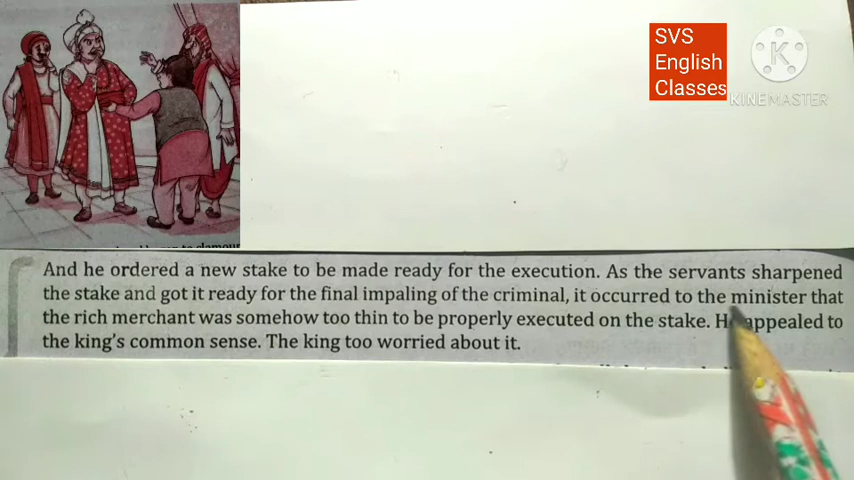 SVS
English
Classes
KINEMASTER
And he ordered a new stake to be made ready for the execution. As the servants sharpened
the stake and got it ready for the final impaling of the criminal, it occurred to the minister that
the rich merchant was somehow too thin to be properly executed on the stake. He appealed to
the king's common sense. The king too worried about it.